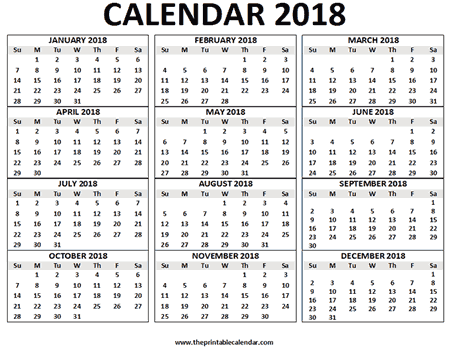 CALENDAR 2018
JANUARY 2018 FEBRUARY 2018 MARCH 2018
Su M Tu W Th F Sa Su M Tu W Th F Sa Su M Tu W Th F Sa
1 2 3 4 5 6 1 2 3 1 2 3
7 8 9 10 11 12 13 4 5 6 7 8 9 10 4 5 6 7 8 9 10
14 15 16 17 18 19 20 11 12 13 14 15 16 17 11 12 13 14 15 16 17
21 22 23 24 25 26 27 18 19 20 21 22 23 24 18 19 20 21 22 23 24
28 29 30 31 25 26 27 28 25 26 27 28 29 30 31
APRIL 2018 MAY 2018 JUNE 2018
Su M Tu W Th F Sa Su M Tu W Th F Sa Su M Tu W Th F Sa
1 2 3 4 5 6 7 1 2 3 4 5 1 2
8 9 10 11 12 13 14 6 7 8 9 10 11 12 3 4 5 6 7 8 9
15 16 17 18 19 20 21 13 14 15 16 17 18 19 10 11 12 13 14 15 16
22 23 24 25 26 27 28 20 21 22 23 24 25 26 17 18 19 20 21 22 23
29 30 27 28 29 30 31 24 25 26 27 28 29 30
JULY 2018 AUGUST 2018 SEPTEMBER 2018
Su M Tu W Th F Sa Su M Tu W Th F Sa Su M Tu W Th F Sa
1 2 3 4 5 6 7 1 2 3 4 1
8 9 10 11 12 13 14 5 6 7 8 9 10 11 2 3 4 5 6 7 8
15 16 17 18 19 20 21 12 13 14 15 16 17 18 9 10 11 12 13 14 15
22 23 24 25 26 27 28 19 20 21 22 23 24 25 16 17 18 19 20 21 22
29 30 31 26 27 28 29 30 31 23 24 25 26 27 28 29
30
OCTOBER 2018 NOVEMBER 2018 DECEMBER 2018
Su M Tu W Th F Sa Su M Tu W Th F Sa Su M Tu W Th F Sa
1 2 3 4 5 6 1 2 3 1
7 8 9 10 11 12 13 4 5 6 7 8 9 10 2 3 4 5 6 7 8
14 15 16 17 18 19 20 11 12 13 14 15 16 17 9 10 11 12 13 14 15
21 22 23 24 25 26 27 18 19 20 21 22 23 24 16 17 18 19 20 21 22
28 29 30 31 25 26 27 28 29 30 23 24 25 26 27 28 29
30 31
www.theprintablecalendar.com